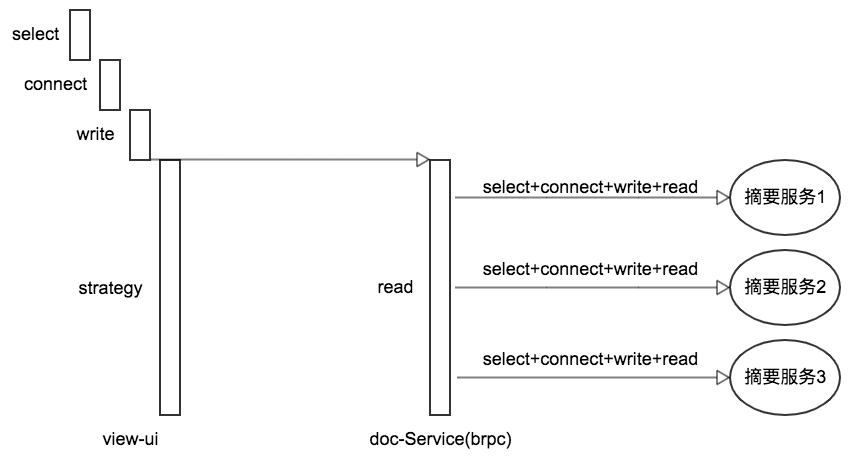 select
connect
write
select+connect+write+read
摘要服务1
select+connect+write+read
摘要服务2
strategy
read
select+connect+write+read
摘要服务3
view-ui
doc-Service(brpc)